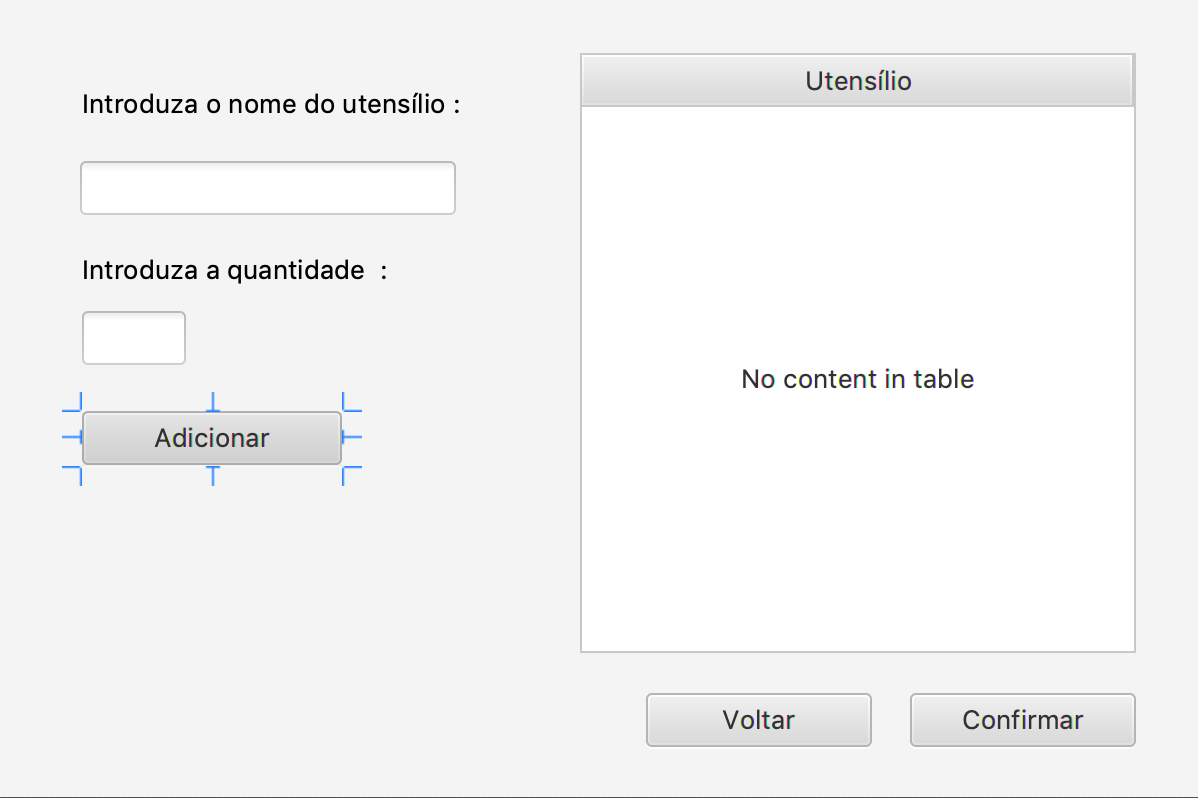 Introduza o nome do utensílio :
Introduza a quantidade  :
Adicionar
Utensílio
No content in table
Voltar
Confirmar